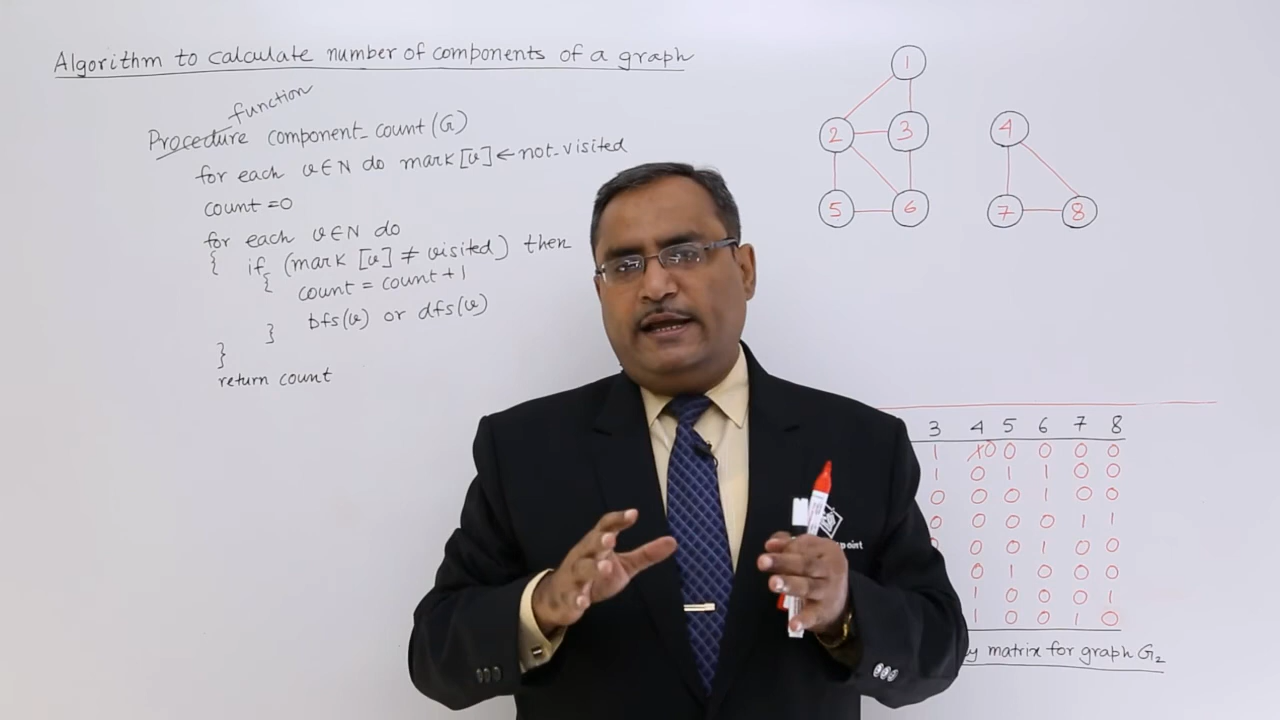 Algorithm to calculate number of components of a graph
function
Procedure component_count(G)
for each v∈N do mark[v]←not_visited
count=0
for each v∈N do
{ if (mark [v] ≠ visited) then
{ count = count+1
bfs(v) or dfs(v)
}
}
return count
1
2 3
5 6
4
7 8
3 4 5 6 7 8
1 0 0 0 0 0
1 0 1 1 0 0
0 0 0 1 0 0
0 0 0 0 1 1
0 0 0 1 0 0
0 1 0 0 0
1 0 0 0 1
1 0 0 1 0
matrix for graph G₂
point